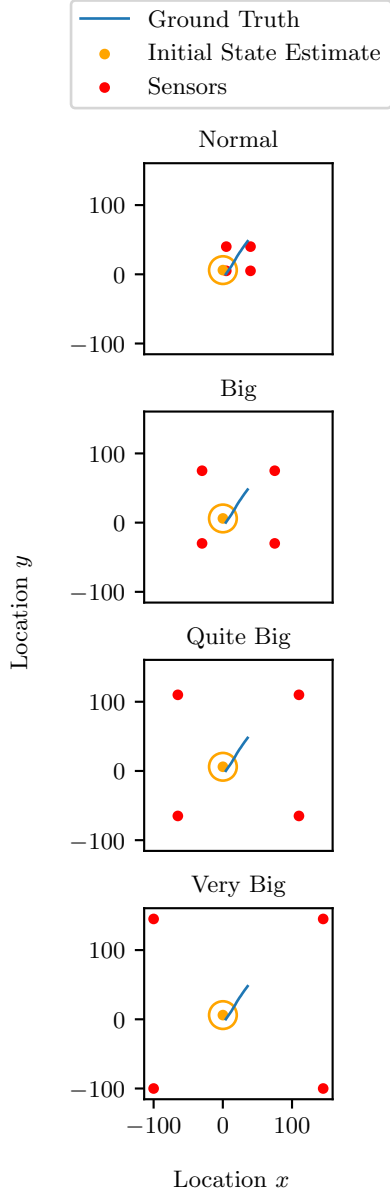 Ground Truth
Initial State Estimate
Sensors
Normal
100
0
−100
Big
100
0
−100
Quite Big
100
0
−100
Very Big
100
0
−100
−100 0 100
Location y
Location x